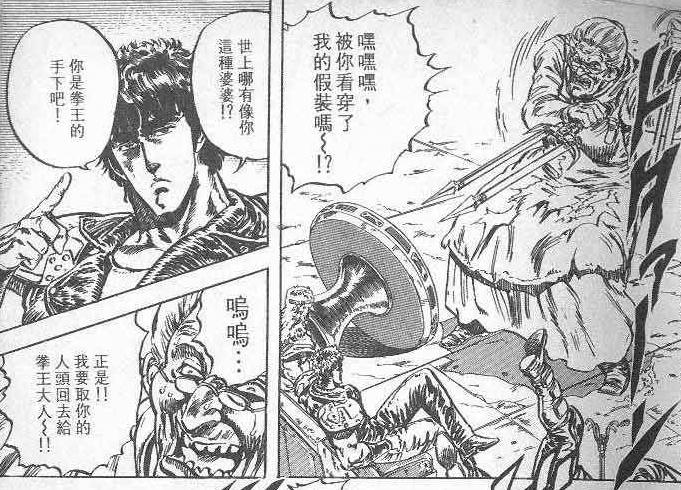 嘿嘿嘿，
被你看穿了
我的假裝嗎
～!?
世上哪有像你
這種婆婆!?
你是拳王的
手下吧！
嗚嗚…
正是!!
我要取你的
人頭回去給
拳王大人～!!